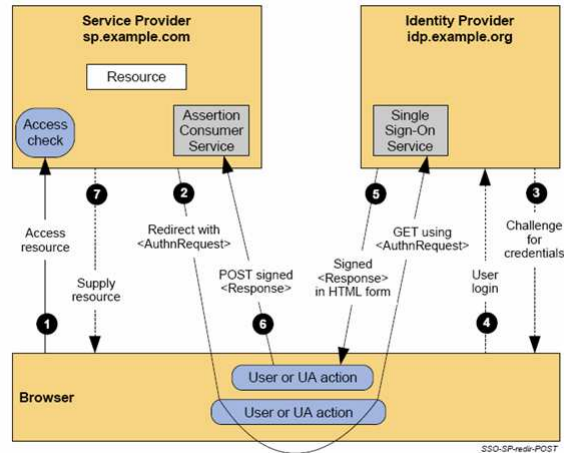 Service Provider
sp.example.com
Identity Provider
idp.example.org
Resource
Access
check
Assertion
Consumer
Service
Single
Sign-On
Service
7
2
5
3
Redirect with
<AuthnRequest>
GET using
<AuthnRequest>
Challenge
for
credentials
Access
resource
POST signed
<Response>
Signed
<Response>
in HTML form
User
login
Supply
resource
1
6
4
User or UA action
Browser
User or UA action
SSO-SP-redir-POST